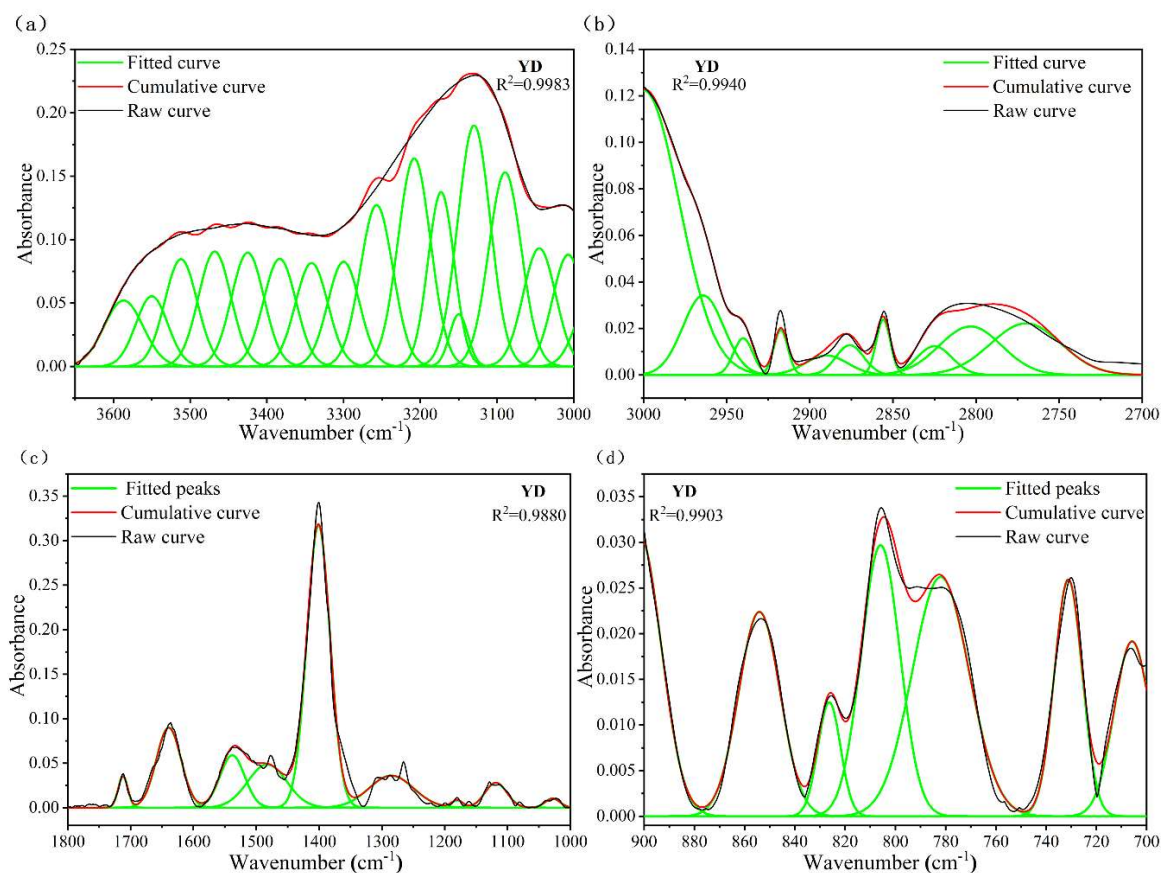 （a）
0.25
0.20
0.15
0.10
0.05
0.00
Absorbance
Fitted curve
Cumulative curve
Raw curve
YD
R²=0.9983
3600 3500 3400 3300 3200 3100 3000
Wavenumber (cm⁻¹)
（b）
0.14
0.12
0.10
0.08
0.06
0.04
0.02
0.00
Absorbance
YD
R²=0.9940
Fitted curve
Cumulative curve
Raw curve
3000 2950 2900 2850 2800 2750 2700
Wavenumber (cm⁻¹)
（c）
0.35
0.30
0.25
0.20
0.15
0.10
0.05
0.00
Absorbance
Fitted peaks
Cumulative curve
Raw curve
YD
R²=0.9880
1800 1700 1600 1500 1400 1300 1200 1100 1000
Wavenumber (cm⁻¹)
（d）
0.035
0.030
0.025
0.020
0.015
0.010
0.005
0.000
Absorbance
YD
R²=0.9903
Fitted peaks
Cumulative curve
Raw curve
900 880 860 840 820 800 780 760 740 720 700
Wavenumber (cm⁻¹)